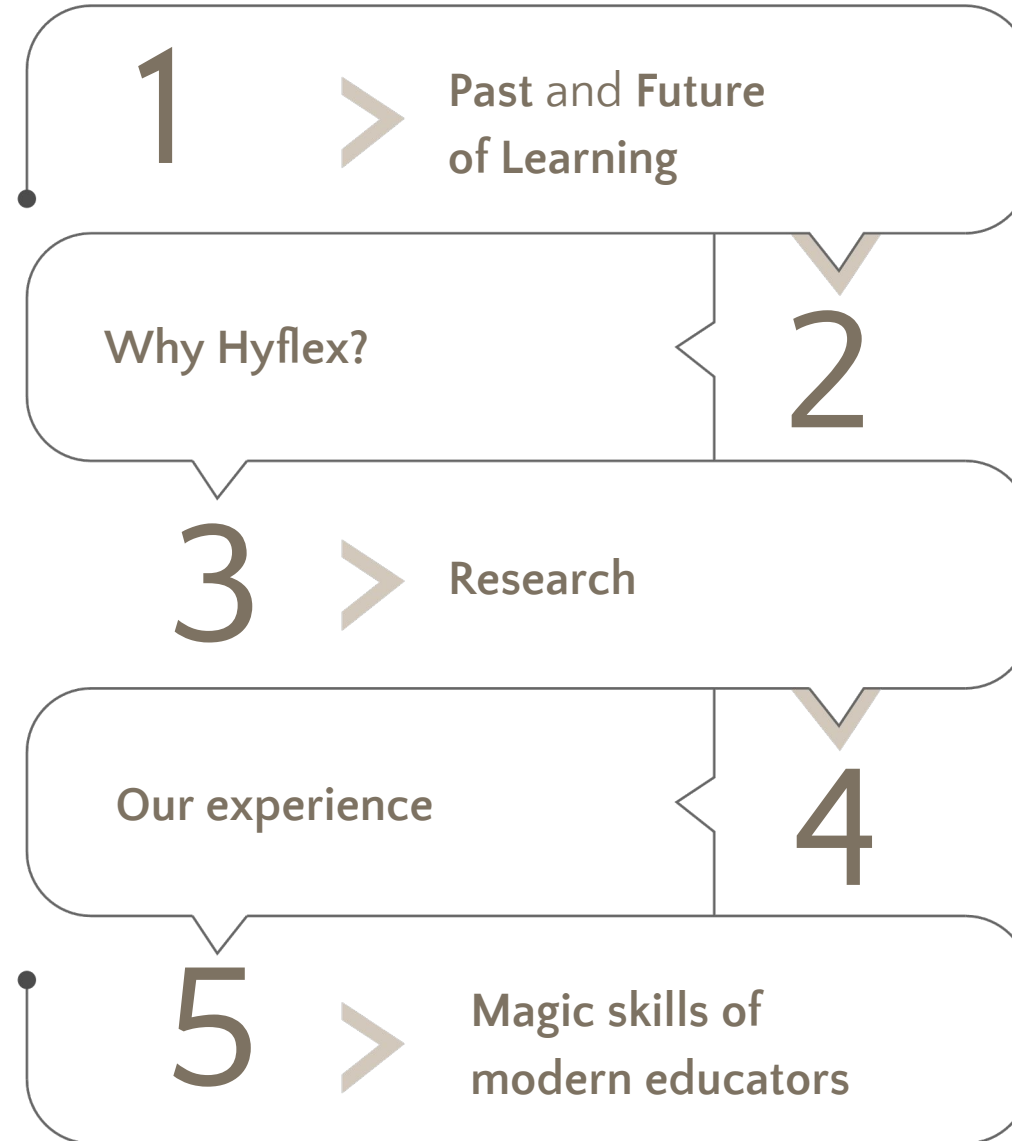 1
Past and Future
of Learning
Why Hyflex?
2
3
Research
Our experience
4
5
Magic skills of
modern educators